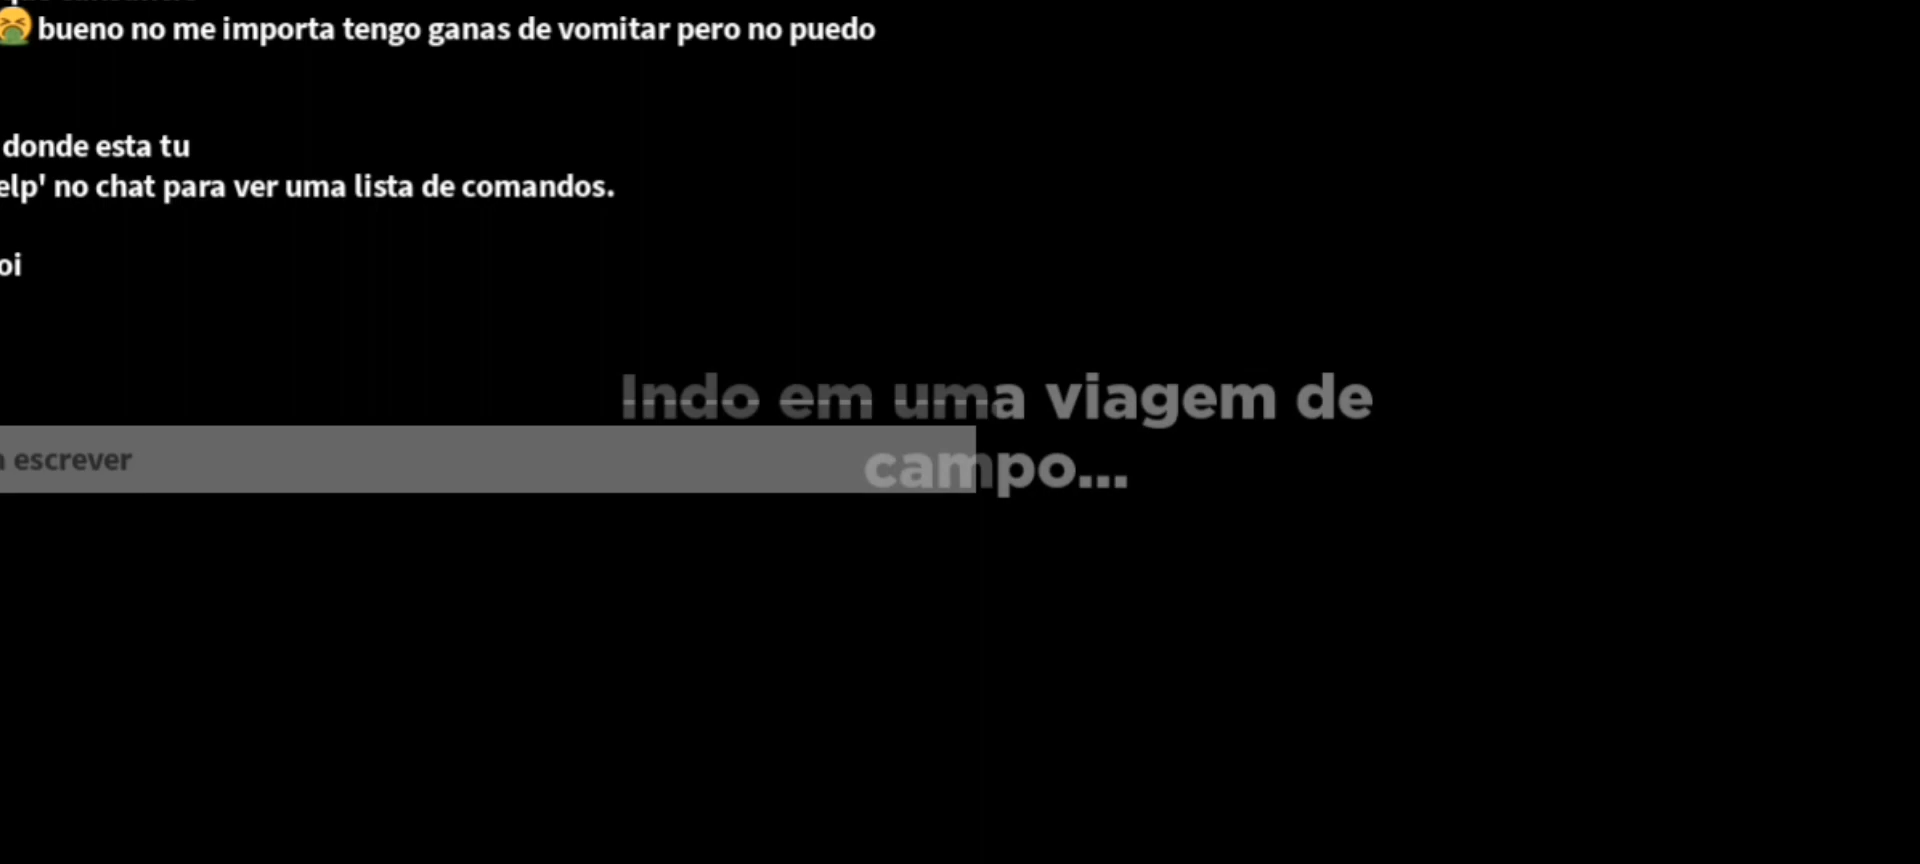 🤮 bueno no me importa tengo ganas de vomitar pero no puedo
donde esta tu
elp' no chat para ver uma lista de comandos.
oi
Indo em uma viagem de
campo...
escrever